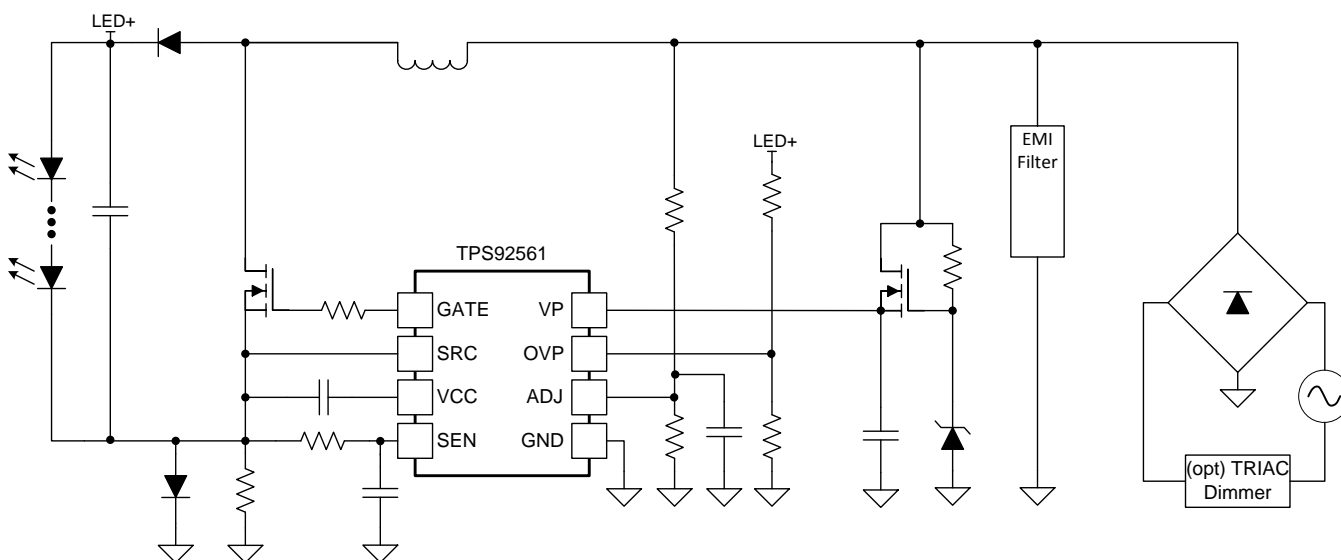 LED+
LED+
EMI
Filter
TPS92561
GATE
VP
SRC
OVP
VCC
ADJ
SEN
GND
(opt) TRIAC
Dimmer